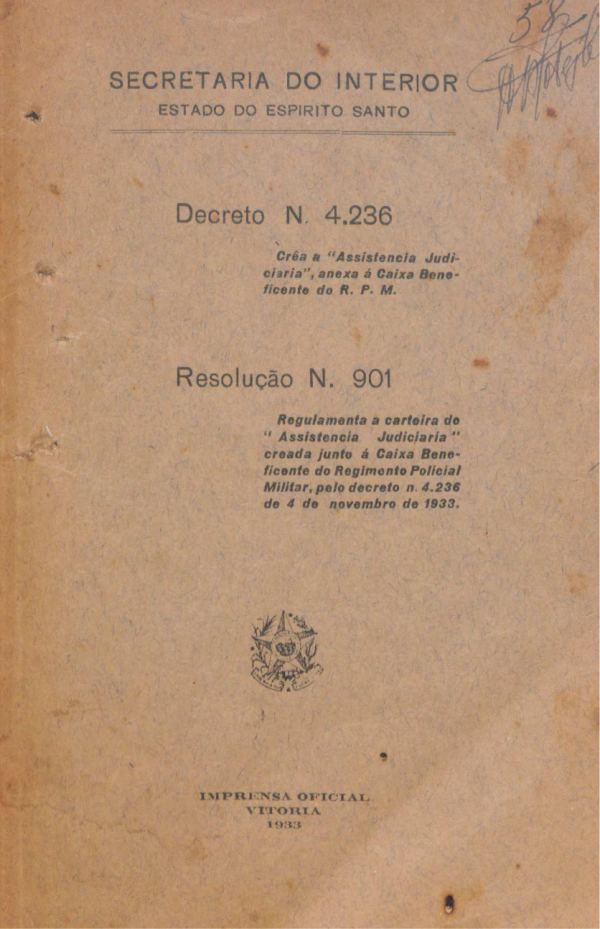 58
SECRETARIA DO INTERIOR
ESTADO DO ESPIRITO SANTO
Decreto N. 4.236
Crêa a "Assistencia Judi-
ciaria", anexa á Caixa Bene-
ficente do R. P. M.
Resolução N. 901
Regulamenta a carteira de
"Assistencia Judiciaria"
creada junto á Caixa Bene-
ficente do Regimento Policial
Militar, pelo decreto n. 4.236
de 4 de novembro de 1933.
IMPRENSA OFICIAL
VITORIA
1933